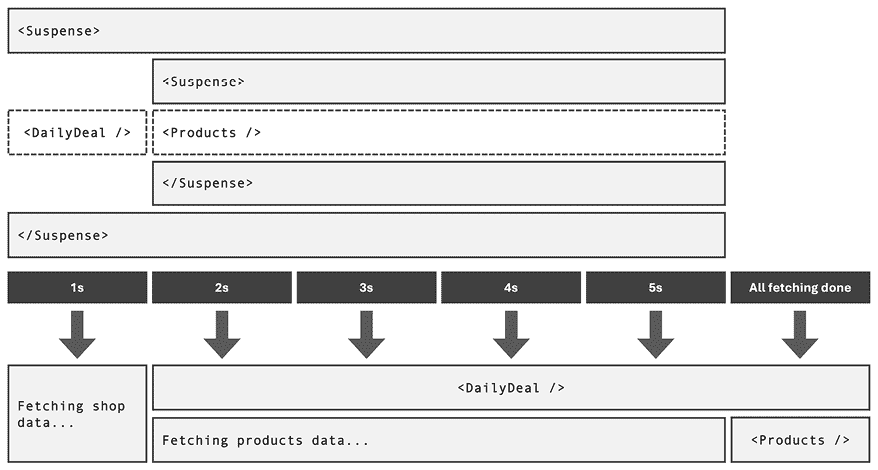 <Suspense>
<Suspense>
<DailyDeal /> <Products />
</Suspense>
</Suspense>
1s 2s 3s 4s 5s All fetching done
<DailyDeal />
Fetching shop
data...
Fetching products data... <Products />